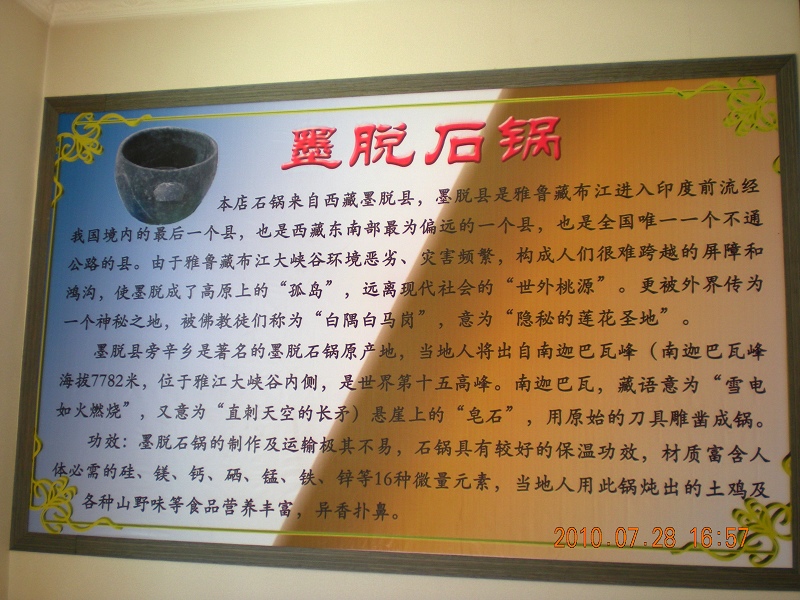 墨脱石锅
本店石锅来自西藏墨脱县，墨脱县是雅鲁藏布江进入印度前流经
我国境内的最后一个县，也是西藏东南部最为偏远的一个县，也是全国唯一一个不通
公路的县。由于雅鲁藏布江大峡谷环境恶劣、灾害频繁，构成人们很难跨越的屏障和
鸿沟，使墨脱成了高原上的“孤岛”，远离现代社会的“世外桃源”。更被外界传为
一个神秘之地，被佛教徒们称为“白隅白马岗”，意为“隐秘的莲花圣地”。
墨脱县旁辛乡是著名的墨脱石锅原产地，当地人将出自南迦巴瓦峰（南迦巴瓦峰
海拔7782米，位于雅江大峡谷内侧，是世界第十五高峰。南迦巴瓦，藏语意为“雪电
如火燃烧”，又意为“直刺天空的长矛）悬崖上的“皂石”，用原始的刀具雕凿成锅。
功效：墨脱石锅的制作及运输极其不易，石锅具有较好的保温功效，材质富含人
体必需的硅、镁、钙、硒、锰、铁、锌等16种微量元素，当地人用此锅炖出的土鸡及
各种山野味等食品营养丰富，异香扑鼻。
2010.07.28 16:57